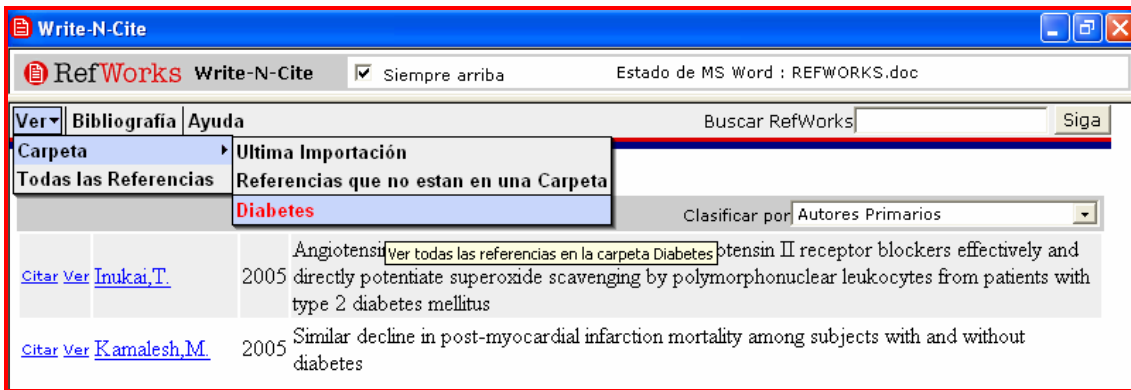 Write-N-Cite
RefWorks Write-N-Cite Siempre arriba Estado de MS Word : REFWORKS.doc
Ver Bibliografía Ayuda Buscar RefWorks Siga
Carpeta Ultima Importación
Todas las Referencias Referencias que no estan en una Carpeta
Diabetes Clasificar por Autores Primarios
Ver todas las referencias en la carpeta Diabetes
Angiotensi otensin II receptor blockers effectively and
Citar Ver Inukai,T. 2005 directly potentiate superoxide scavenging by polymorphonuclear leukocytes from patients with
type 2 diabetes mellitus
Citar Ver Kamalesh,M. 2005 Similar decline in post-myocardial infarction mortality among subjects with and without
diabetes